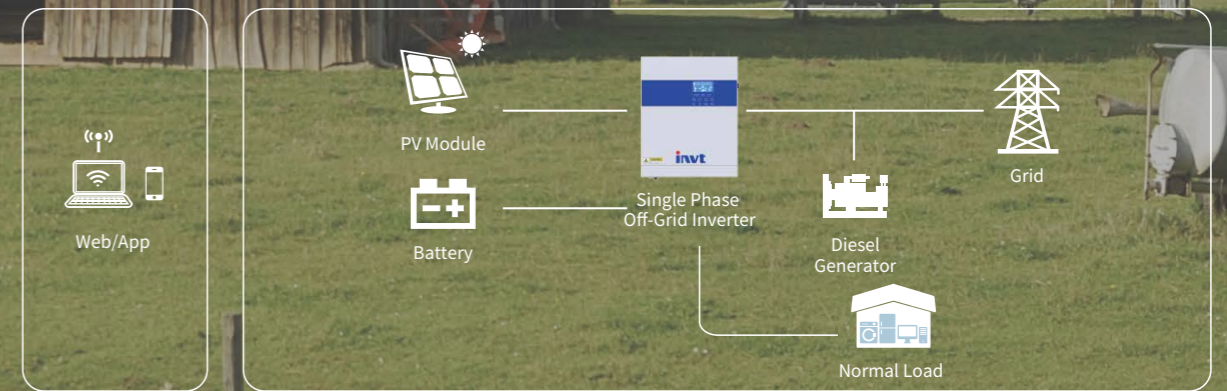 Web/App
PV Module
Battery
invt
Single Phase
Off-Grid Inverter
Diesel
Generator
Grid
Normal Load